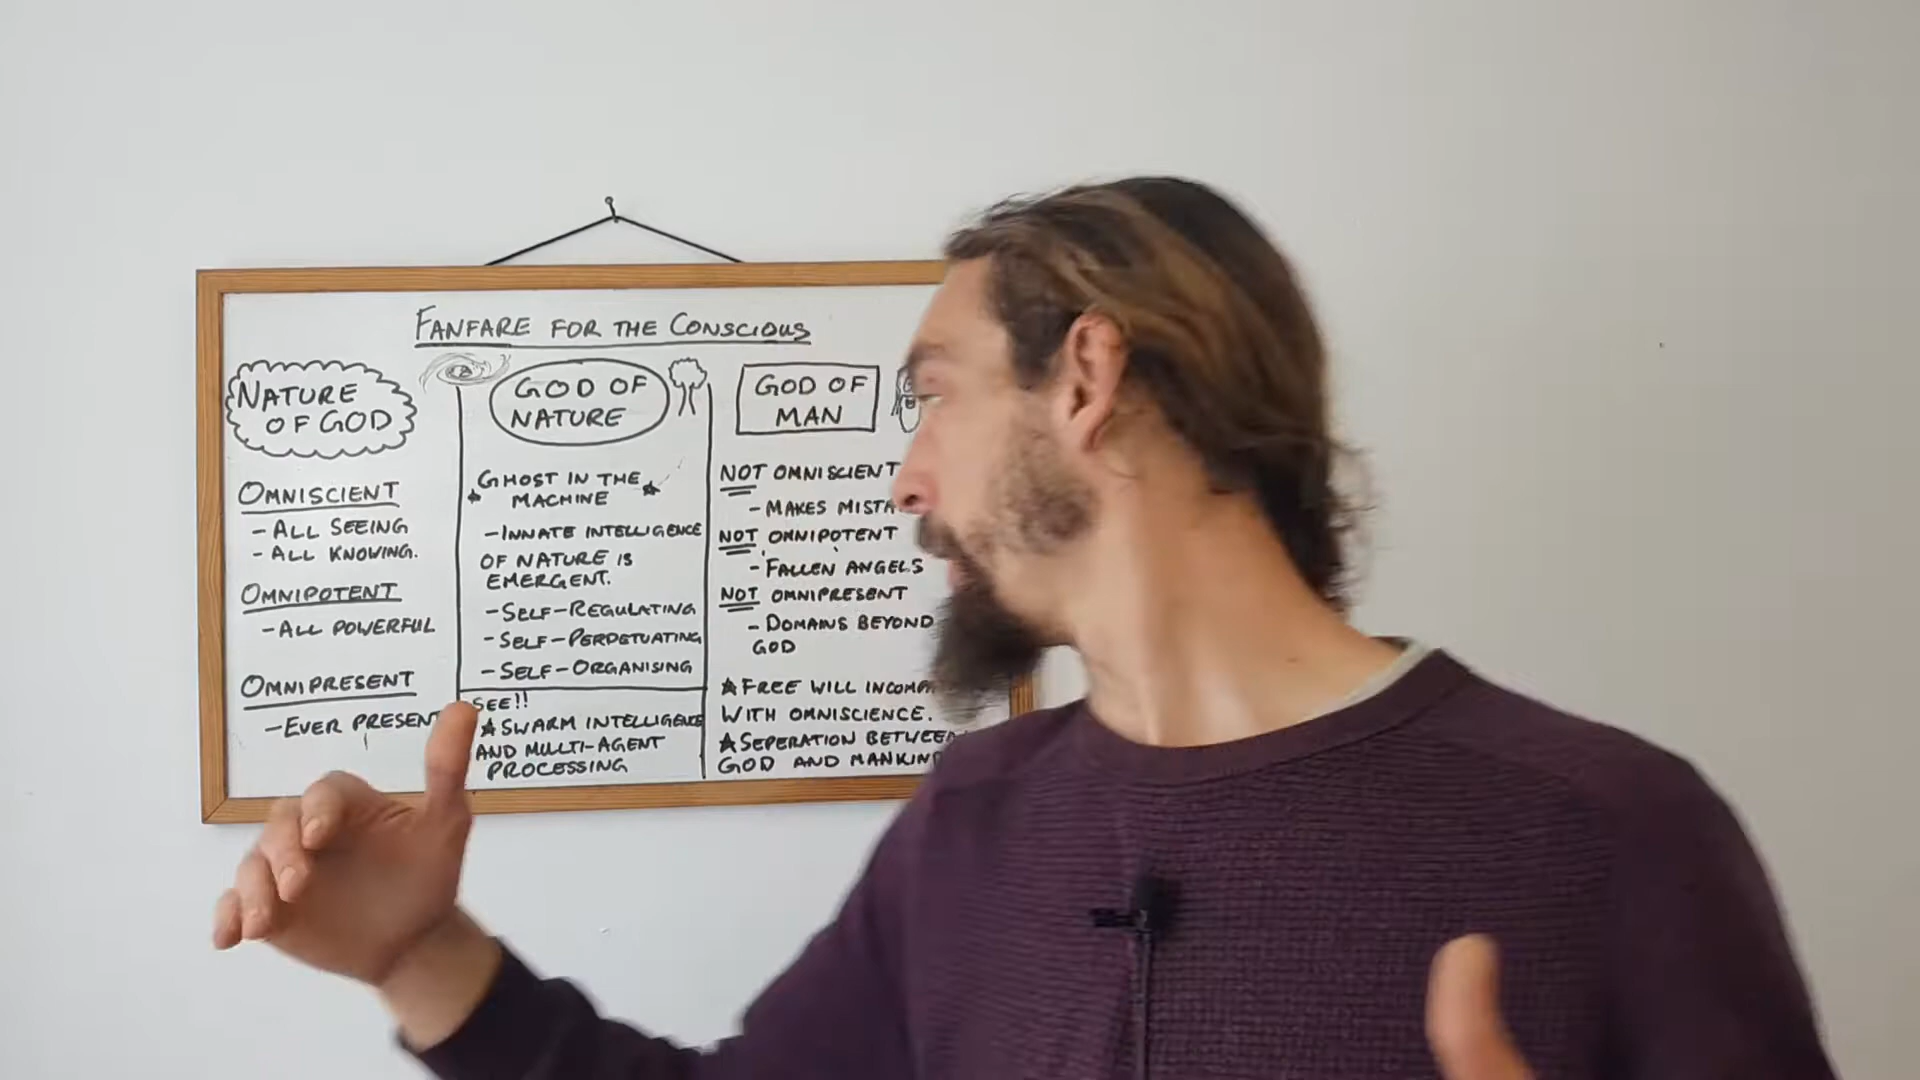 FANFARE FOR THE CONSCIOUS
NATURE
OF GOD
OMNISCIENT
- ALL SEEING
- ALL KNOWING.
OMNIPOTENT
- ALL POWERFUL
OMNIPRESENT
- EVER PRESENT
GOD OF
NATURE
GHOST IN THE
MACHINE
- INNATE INTELLIGENCE
OF NATURE IS
EMERGENT.
- SELF-REGULATING
- SELF-PERPETUATING
- SELF-ORGANISING
SEE!!
★ SWARM INTELLIGENCE
AND MULTI-AGENT
PROCESSING
GOD OF
MAN
NOT OMNISCIENT
- MAKES
NOT OMNIPOTENT
- FALLEN ANGELS
NOT OMNIPRESENT
- DOMAINS BEYOND
GOD
★ FREE WILL
WITH OMNISCIENCE.
★ SEPERATION
GOD AND